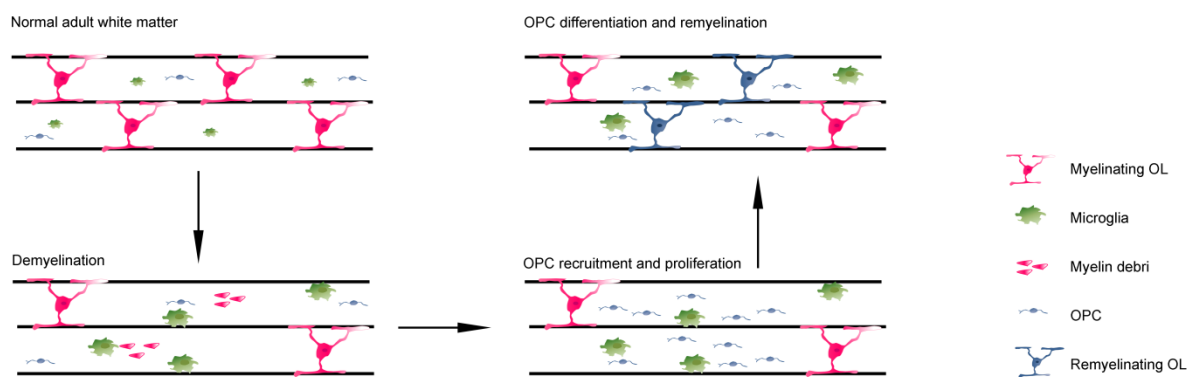 Normal adult white matter
OPC differentiation and remyelination
Demyelination
OPC recruitment and proliferation
Myelinating OL
Microglia
Myelin debri
OPC
Remyelinating OL